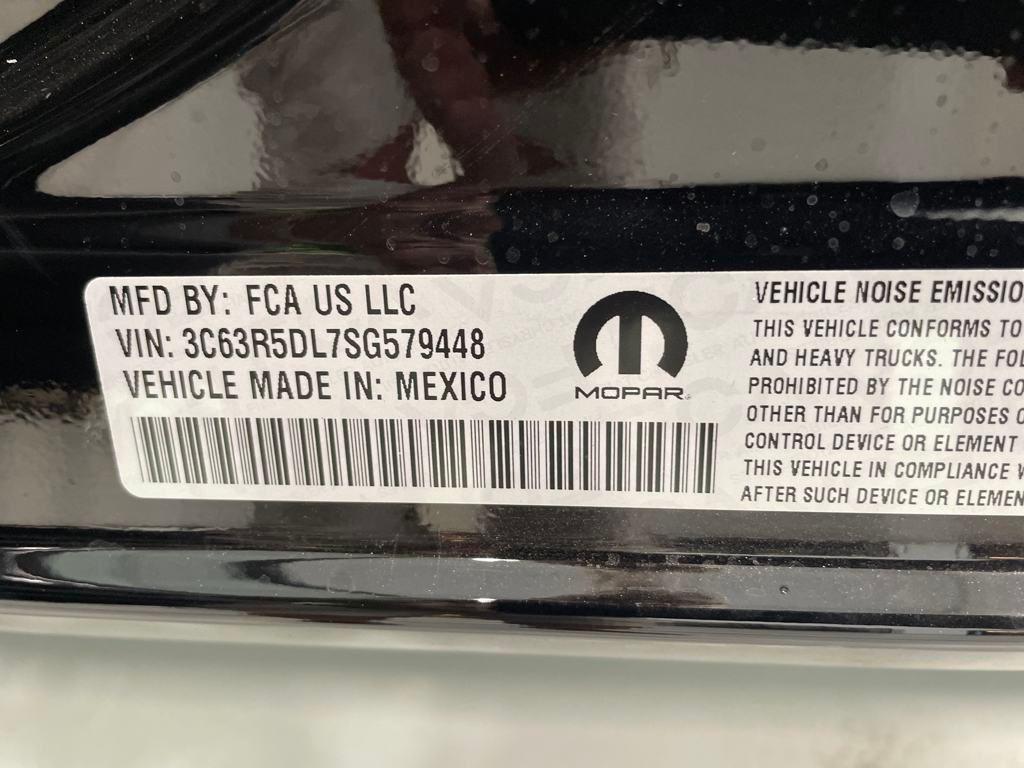 MFD BY: FCA US LLC
VIN: 3C63R5DL7SG579448
VEHICLE MADE IN: MEXICO
MOPAR
VEHICLE NOISE EMISSIO
THIS VEHICLE CONFORMS TO
AND HEAVY TRUCKS. THE FOL
PROHIBITED BY THE NOISE CO
OTHER THAN FOR PURPOSES O
CONTROL DEVICE OR ELEMENT
THIS VEHICLE IN COMPLIANCE W
AFTER SUCH DEVICE OR ELEMEN